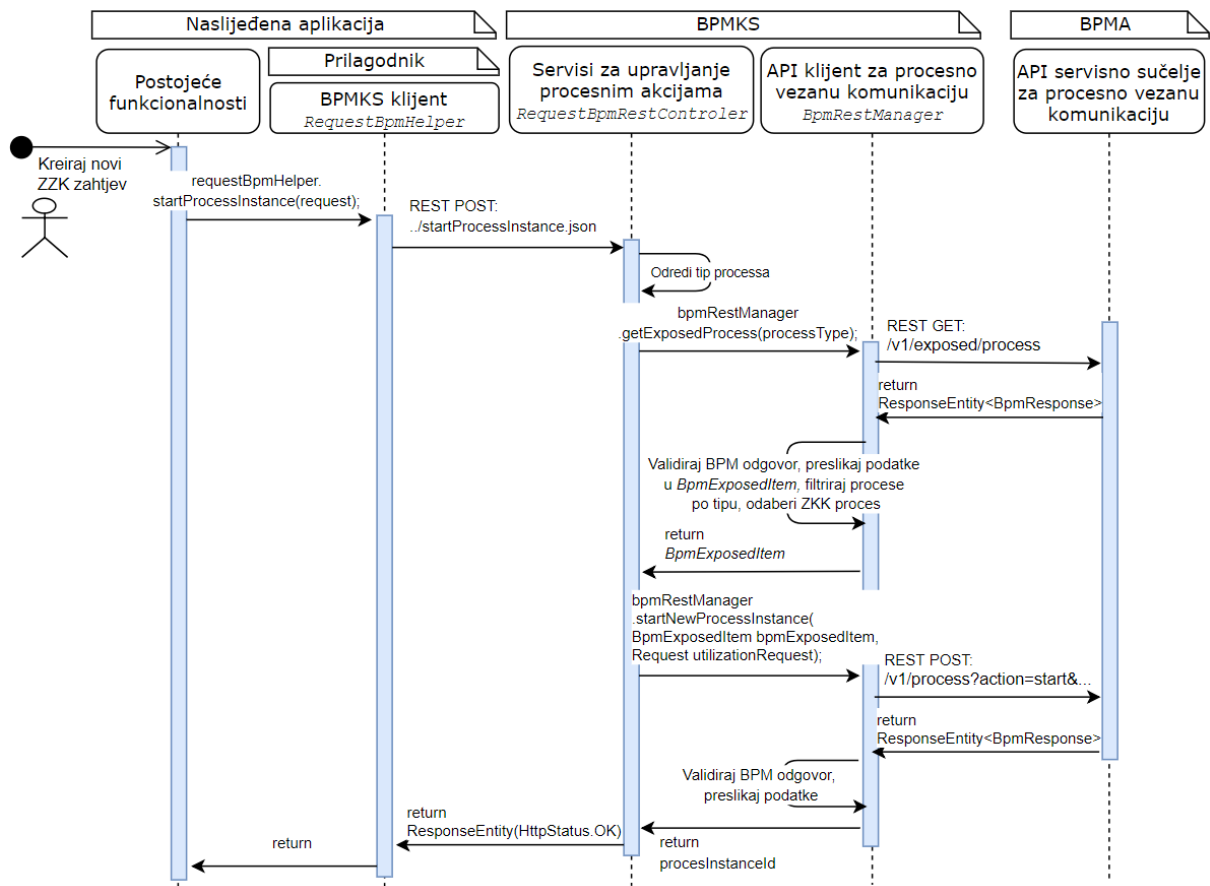 Naslijeđena aplikacija
BPMKS
BPMA
Postojeće
funkcionalnosti
Prilagodnik
BPMKS klijent
RequestBpmHelper
Servisi za upravljanje
procesnim akcijama
RequestBpmRestControler
API klijent za procesno
vezanu komunikaciju
BpmRestManager
API servisno sučelje
za procesno vezanu
komunikaciju
Kreiraj novi
ZZK zahtjev
requestBpmHelper.
startProcessInstance(request);
REST POST:
../startProcessInstance.json
Odredi tip processa
bpmRestManager
.getExposedProcess(processType);
REST GET:
/v1/exposed/process
return
ResponseEntity<BpmResponse>
Validiraj BPM odgovor, preslikaj podatke
u BpmExposedItem, filtriraj procese
po tipu, odaberi ZKK proces
return
BpmExposedItem
bpmRestManager
.startNewProcessInstance(
BpmExposedItem bpmExposedItem,
Request utilizationRequest);
REST POST:
/v1/process?action=start&...
return
ResponseEntity<BpmResponse>
Validiraj BPM odgovor,
preslikaj podatke
return
procesInstanceId
return
ResponseEntity(HttpStatus.OK)
return